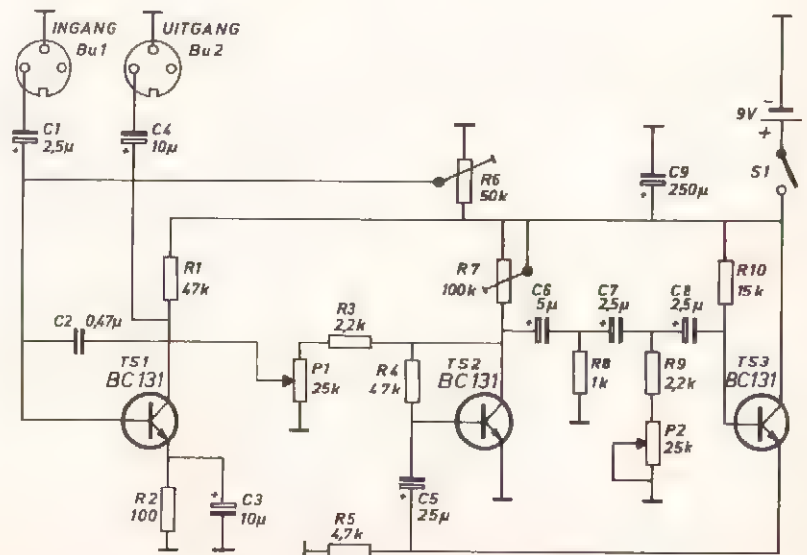 INGANG
Bu1
UITGANG
Bu2
C1
2,5µ
+
C4
10µ
+
R6
50k
C9
250µ
+
-
9V
+
S1
R1
47k
R7
100k
R10
15k
C2 0,47µ
R3
2,2k
C6
5µ
+
C7
2,5µ
+
C8
2,5µ
+
TS1
BC131
P1
25k
R4
47k
TS2
BC131
R8
1k
R9
2,2k
TS3
BC131
P2
25k
R2
100
+
C3
10µ
C5
25µ
+
R5
4,7k